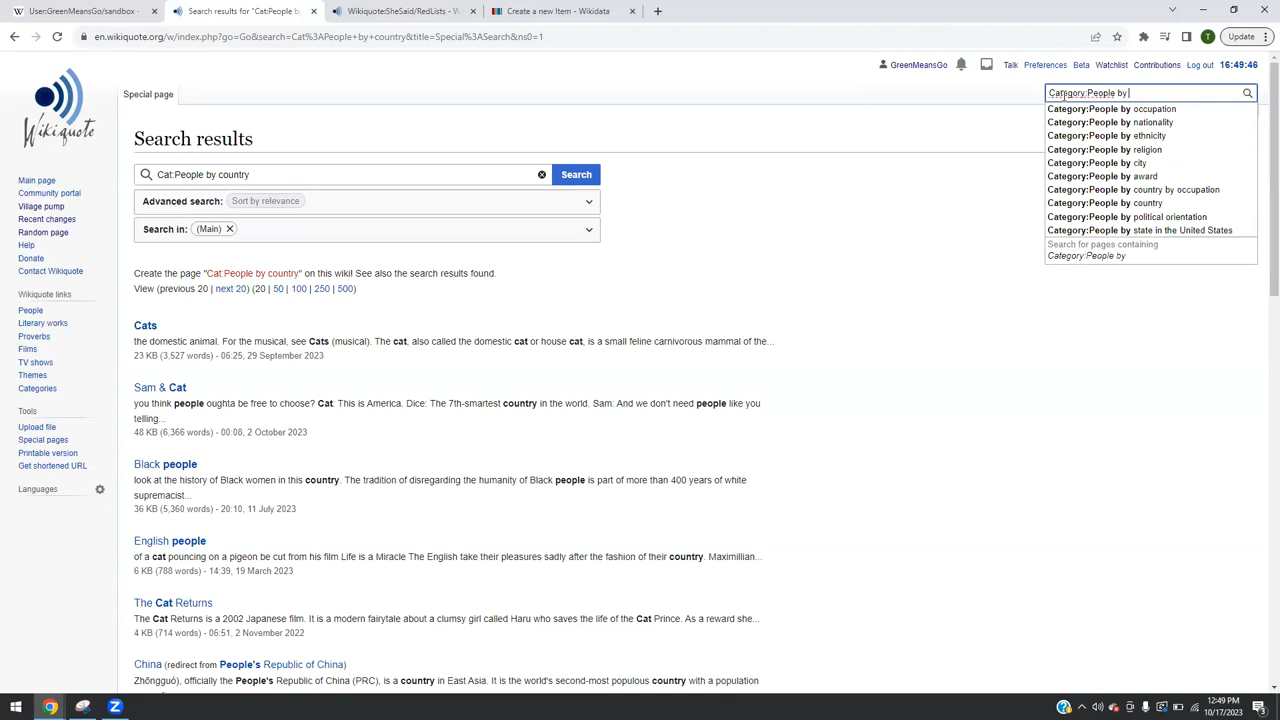 User:GreenMeansGo/sandbox -
Search results for "Cat:People b
Wikiquote:SheSaid/RedLists - W
Create a new Item - Wikidata
en.wikiquote.org/w/index.php?go=Go&search=Cat%3APeople+by+country&title=Special%3ASearch&ns0=1
T
Update
GreenMeansGo Talk Preferences Beta Watchlist Contributions Log out 16:49:46
Wikiquote
Special page
Category:People by
Category:People by occupation
Category:People by nationality
Category:People by ethnicity
Category:People by religion
Category:People by city
Category:People by award
Category:People by country by occupation
Category:People by country
Category:People by political orientation
Category:People by state in the United States
Search for pages containing
Category:People by
Main page
Community portal
Village pump
Recent changes
Random page
Help
Donate
Contact Wikiquote
Wikiquote links
People
Literary works
Proverbs
Films
TV shows
Themes
Categories
Tools
Upload file
Special pages
Printable version
Get shortened URL
Languages
Search results
Cat:People by country
Search
Advanced search: Sort by relevance
Search in: (Main)
Create the page "Cat:People by country" on this wiki! See also the search results found.
View (previous 20 | next 20) (20 | 50 | 100 | 250 | 500)
Cats
the domestic animal. For the musical, see Cats (musical). The cat, also called the domestic cat or house cat, is a small feline carnivorous mammal of the...
23 KB (3,527 words) - 06:25, 29 September 2023
Sam & Cat
you think people oughta be free to choose? Cat: This is America. Dice: The 7th-smartest country in the world. Sam: And we don't need people like you
telling...
48 KB (6,366 words) - 00:08, 2 October 2023
Black people
look at the history of Black women in this country. The tradition of disregarding the humanity of Black people is part of more than 400 years of white
supremacist...
36 KB (5,360 words) - 20:10, 11 July 2023
English people
of a cat pouncing on a pigeon be cut from his film Life is a Miracle The English take their pleasures sadly after the fashion of their country. Maximillian...
6 KB (788 words) - 14:39, 19 March 2023
The Cat Returns
The Cat Returns is a 2002 Japanese film. It is a modern fairytale about a clumsy girl called Haru who saves the life of the Cat Prince. As a reward she...
4 KB (714 words) - 06:51, 2 November 2022
China (redirect from People's Republic of China)
Zhōngguó), officially the People's Republic of China (PRC), is a country in East Asia. It is the world's second-most populous country with a population
12:49 PM
10/17/2023